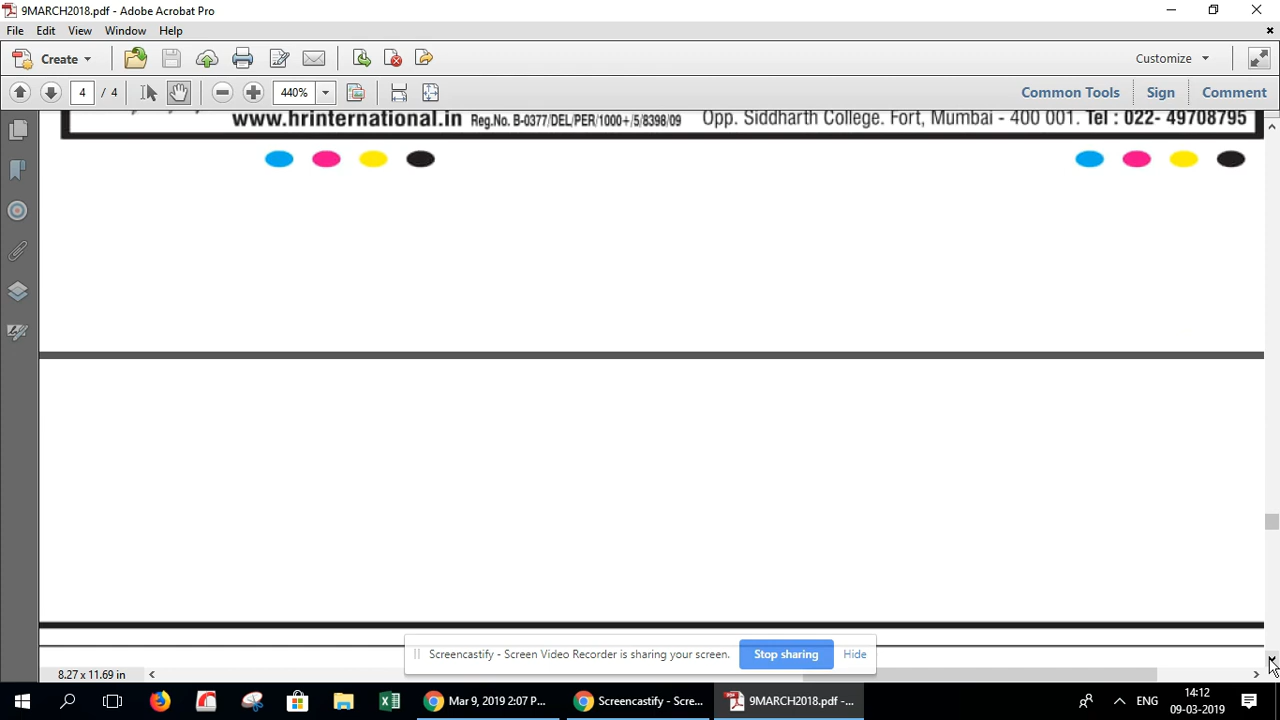 9MARCH2018.pdf - Adobe Acrobat Pro
File Edit View Window Help
Create
Customize
4 / 4
440%
Common Tools Sign Comment
www.hrinternational.in Reg.No. B-0377/DEL/PER/1000+/5/8398/09
Opp. Siddharth College. Fort, Mumbai - 400 001. Tel : 022- 49708795
Screencastify - Screen Video Recorder is sharing your screen. Stop sharing Hide
8.27 x 11.69 in
Mar 9, 2019 2:07 P...
Screencastify - Scre...
9MARCH2018.pdf -...
ENG
14:12
09-03-2019